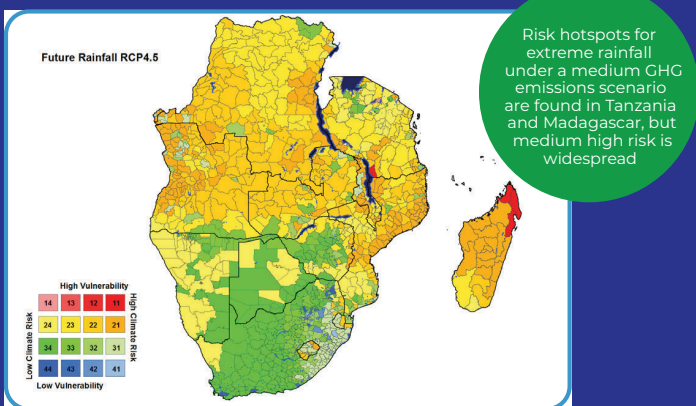 Future Rainfall RCP4.5
Risk hotspots for
extreme rainfall
under a medium GHG
emissions scenario
are found in Tanzania
and Madagascar, but
medium high risk is
widespread
High Vulnerability
14 13 12 11
24 23 22 21
34 33 32 31
44 43 42 41
Low Vulnerability
Low Climate Risk
High Climate Risk